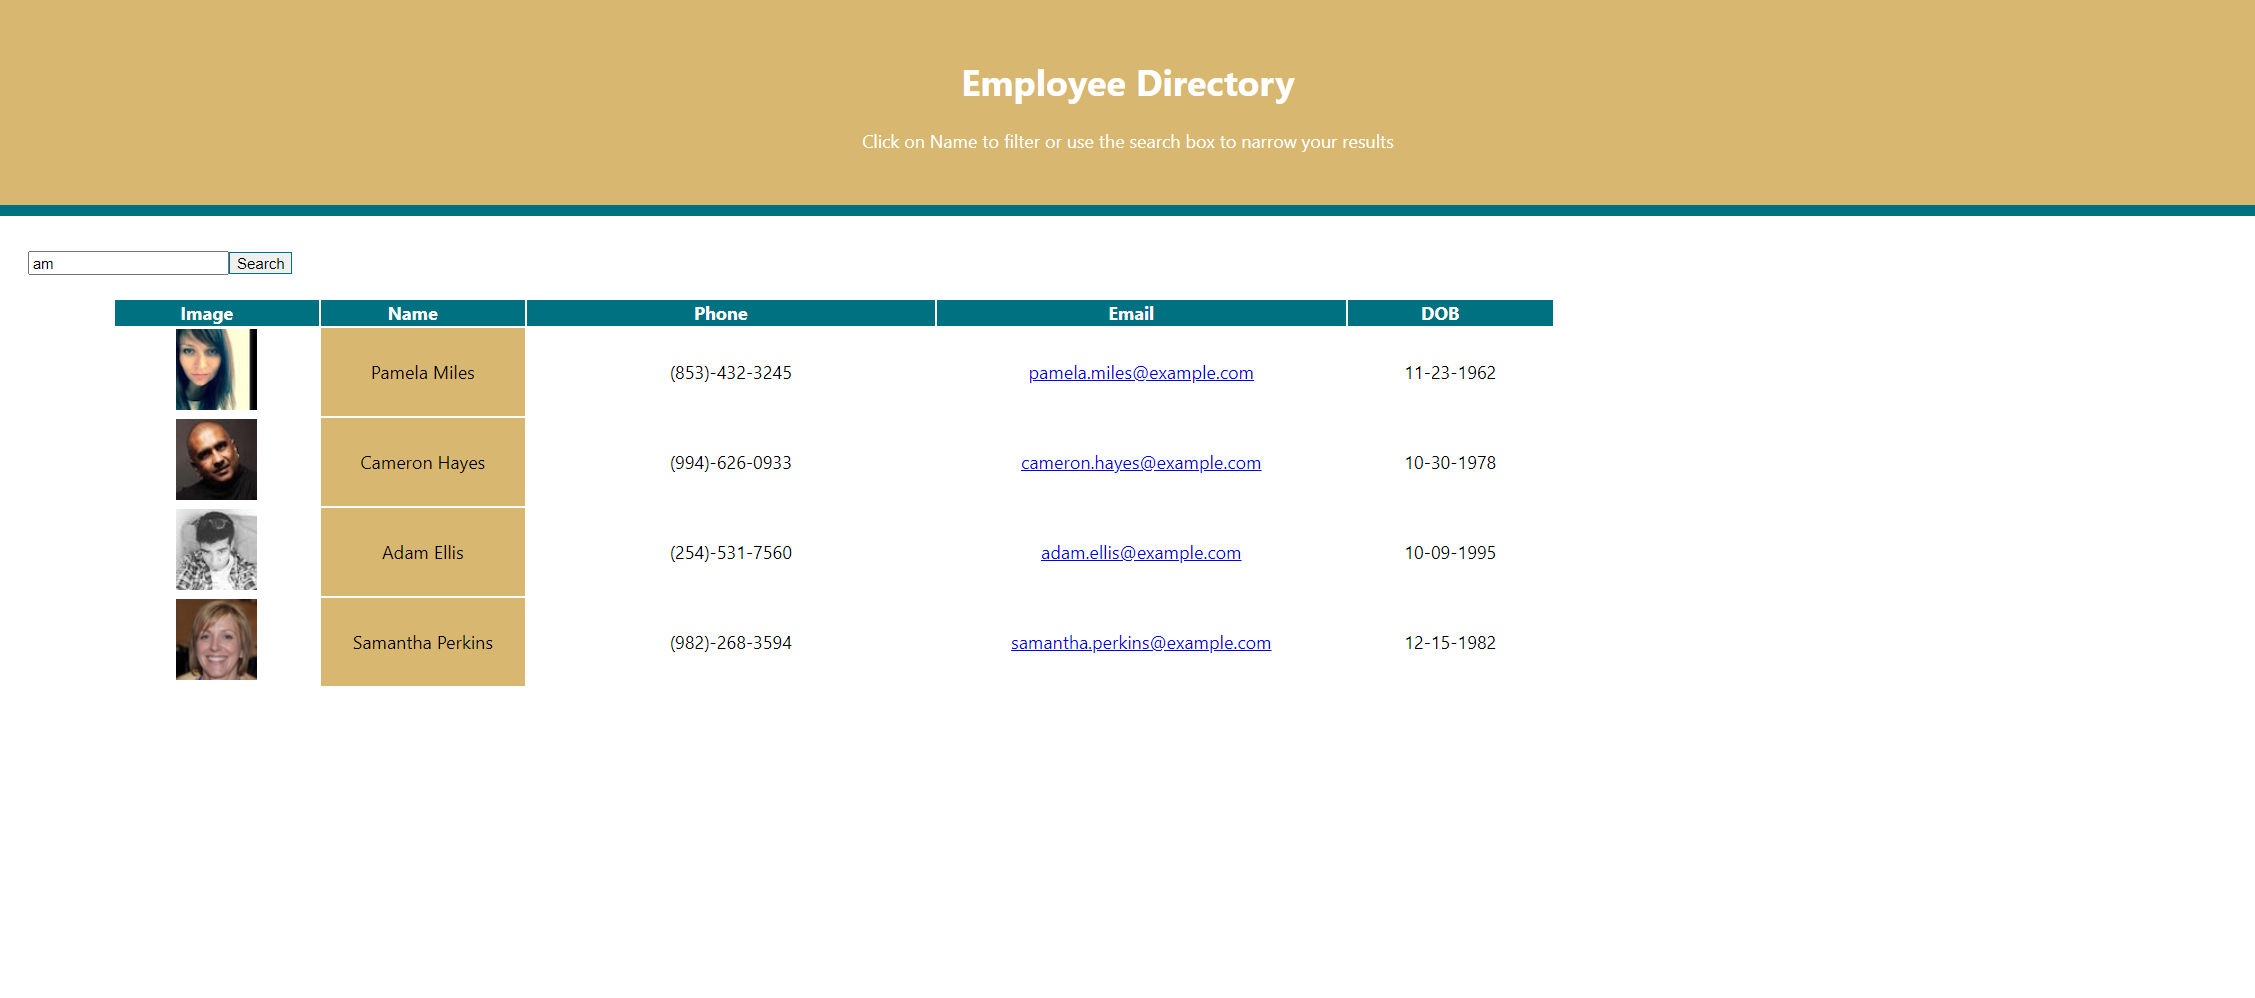 Employee Directory
Click on Name to filter or use the search box to narrow your results
am Search
Image Name Phone Email DOB
Pamela Miles (853)-432-3245 pamela.miles@example.com 11-23-1962
Cameron Hayes (994)-626-0933 cameron.hayes@example.com 10-30-1978
Adam Ellis (254)-531-7560 adam.ellis@example.com 10-09-1995
Samantha Perkins (982)-268-3594 samantha.perkins@example.com 12-15-1982